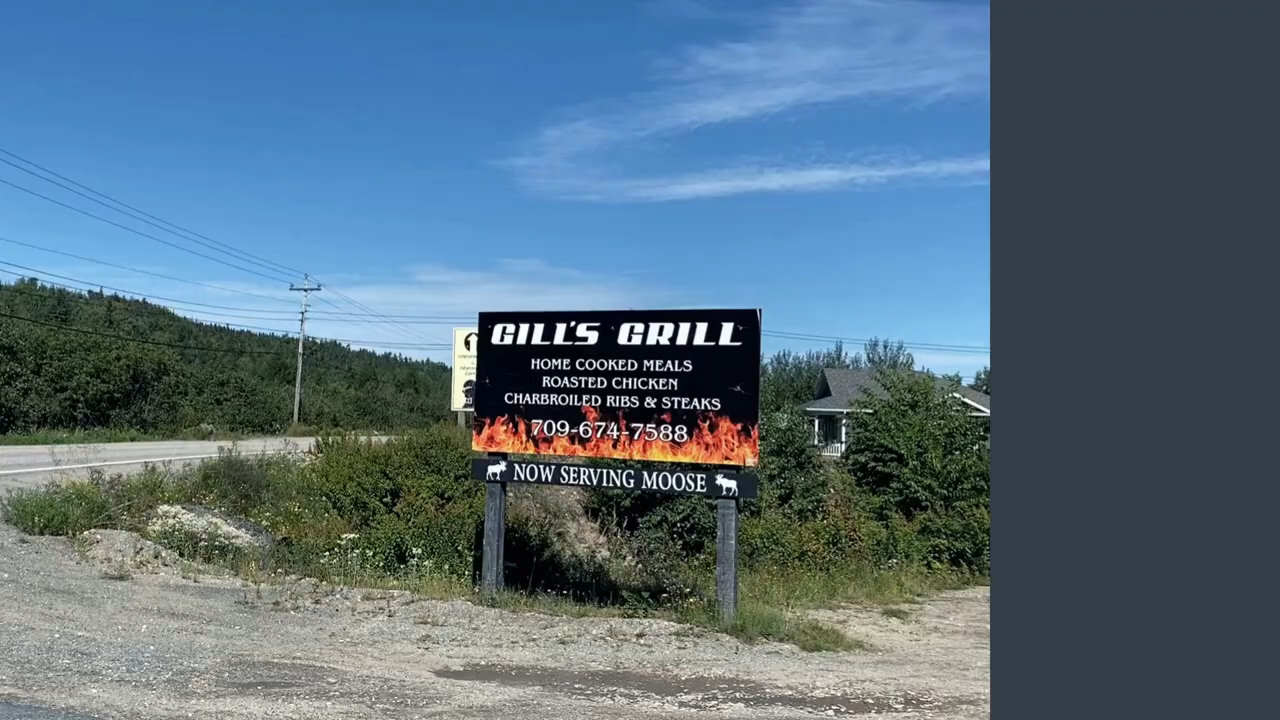 GILL'S GRILL
HOME COOKED MEALS
ROASTED CHICKEN
CHARBROILED RIBS & STEAKS
709-674-7588
NOW SERVING MOOSE